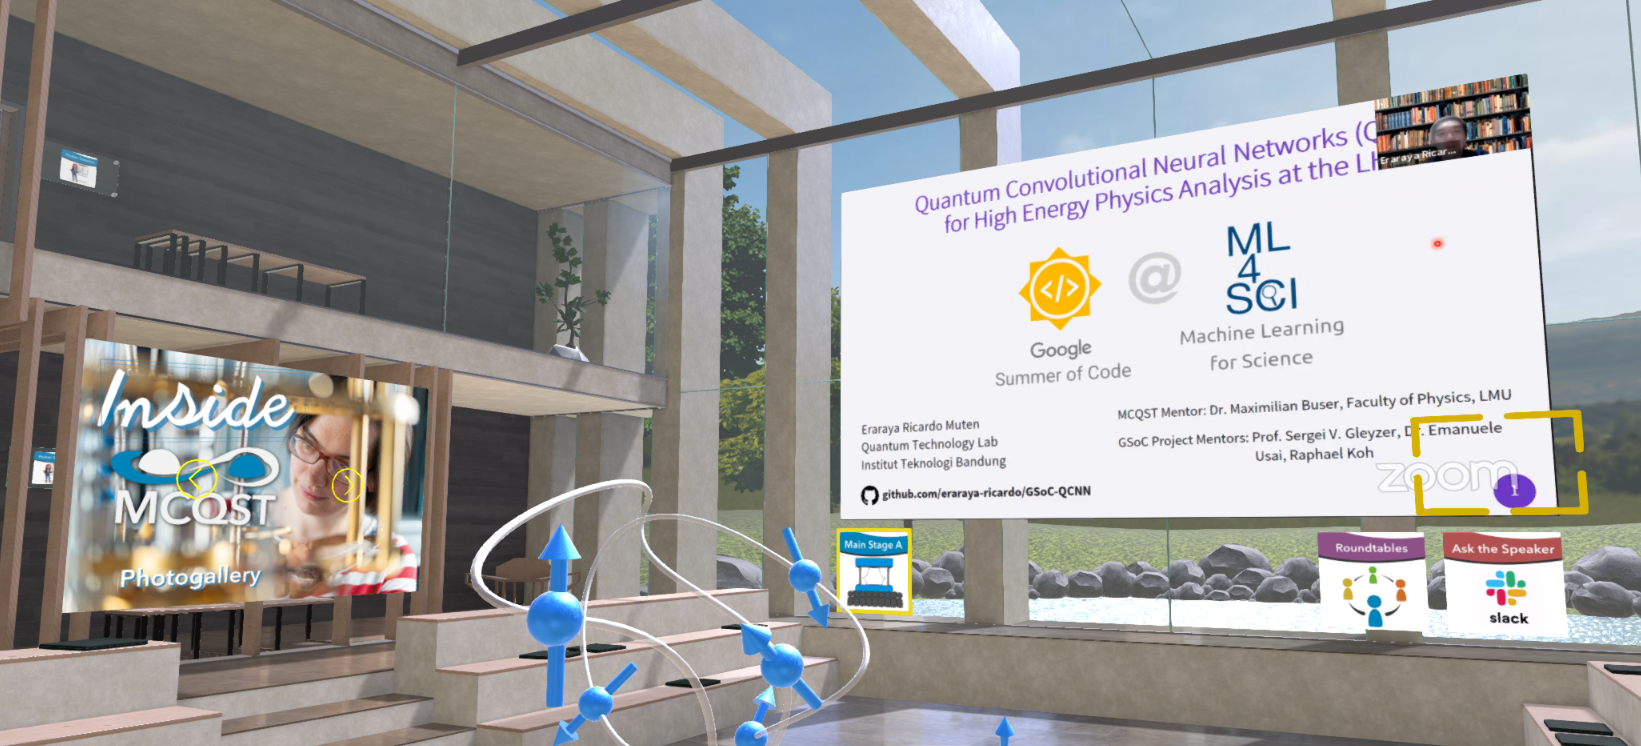 Inside
MCQST
Photogallery
Quantum Convolutional Neural Networks (Q
for High Energy Physics Analysis at the LH
Eraraya Ricar...
</>
@
ML
4
SCI
Google
Summer of Code
Machine Learning
for Science
Eraraya Ricardo Muten
Quantum Technology Lab
Institut Teknologi Bandung
github.com/eraraya-ricardo/GSoC-QCNN
MCQST Mentor: Dr. Maximilian Buser, Faculty of Physics, LMU
GSoC Project Mentors: Prof. Sergei V. Gleyzer, Dr. Emanuele
Usai, Raphael Koh
zoom
1
Main Stage A
Roundtables
Ask the Speaker
slack